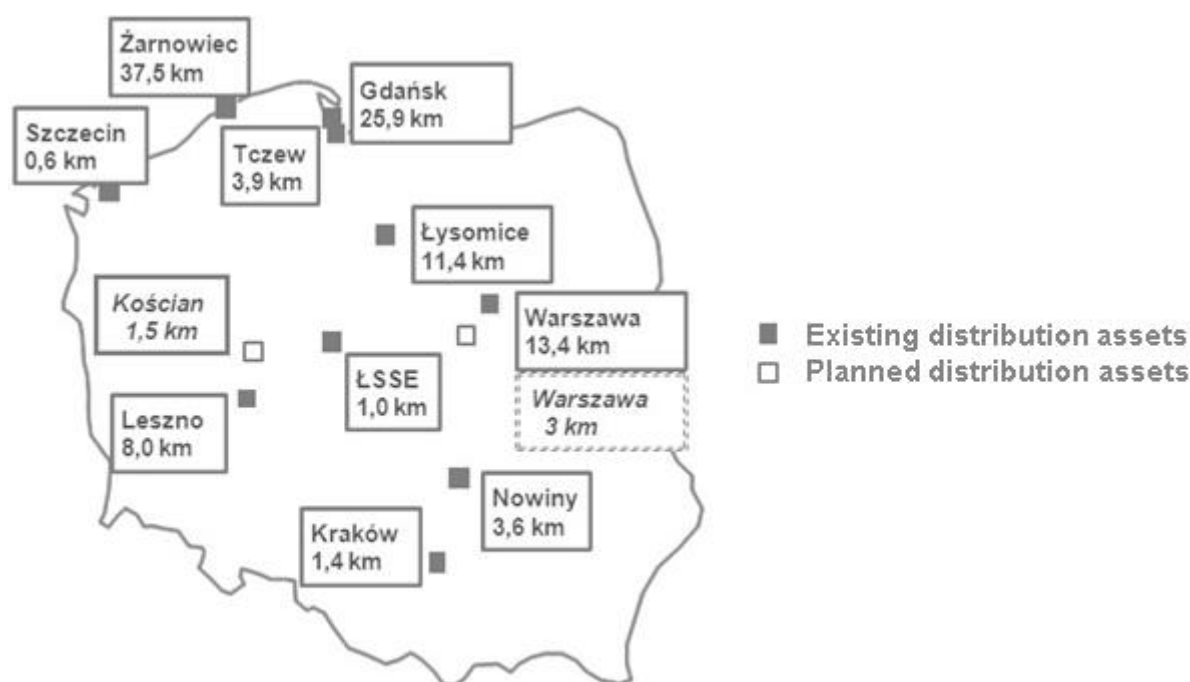 Żarnowiec
37,5 km
Gdańsk
25,9 km
Szczecin
0,6 km
Tczew
3,9 km
Łysomice
11,4 km
Kościan
1,5 km
Warszawa
13,4 km
Existing distribution assets
Planned distribution assets
ŁSSE
1,0 km
Warszawa
3 km
Leszno
8,0 km
Nowiny
3,6 km
Kraków
1,4 km